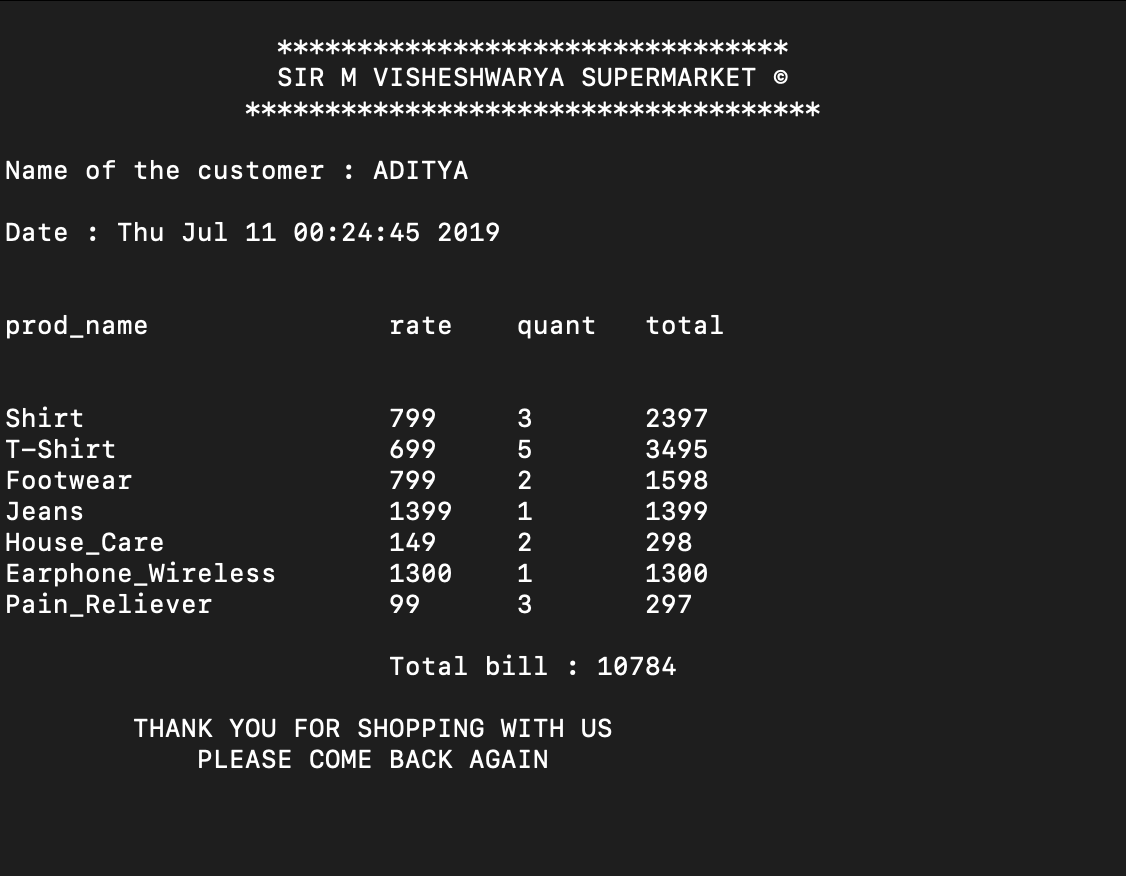 ********************************
SIR M VISHESHWARYA SUPERMARKET ©
************************************
Name of the customer : ADITYA
Date : Thu Jul 11 00:24:45 2019
prod_name rate quant total
Shirt 799 3 2397
T-Shirt 699 5 3495
Footwear 799 2 1598
Jeans 1399 1 1399
House_Care 149 2 298
Earphone_Wireless 1300 1 1300
Pain_Reliever 99 3 297
Total bill : 10784
THANK YOU FOR SHOPPING WITH US
PLEASE COME BACK AGAIN